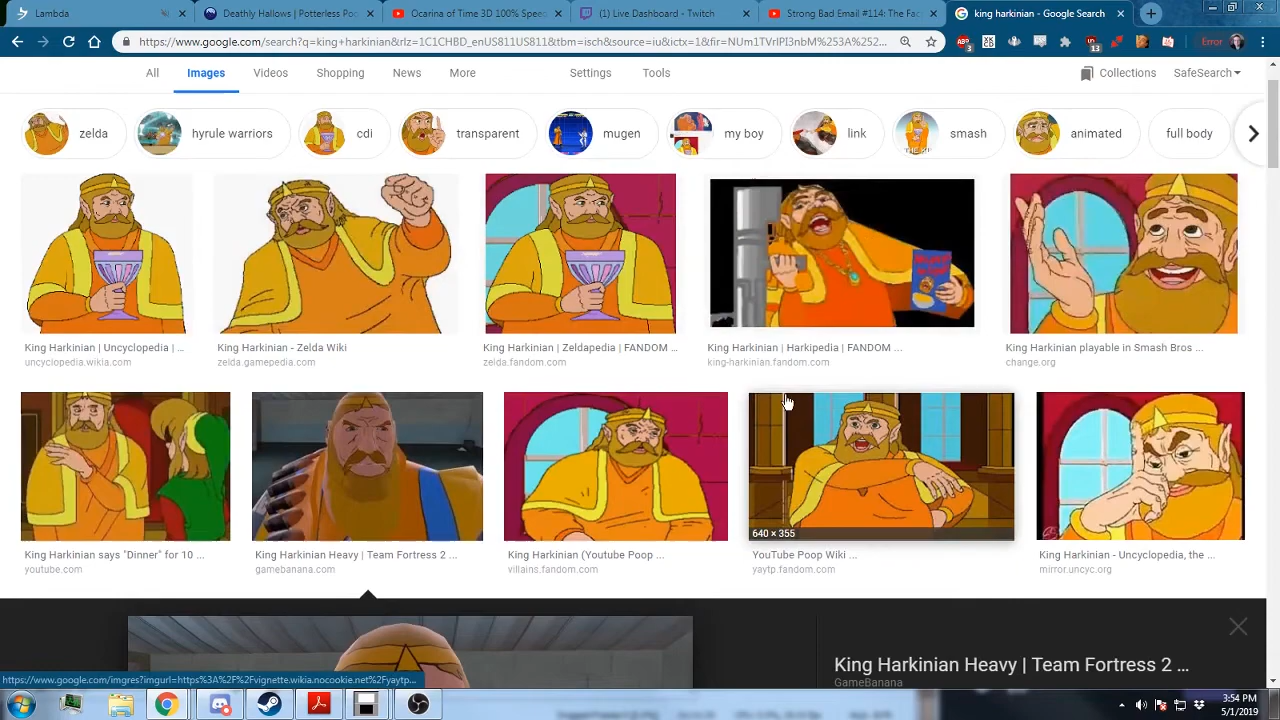 Lambda
Deathly Hallows | Potterless Poo
Ocarina of Time 3D 100% Speed
(1) Live Dashboard - Twitch
Strong Bad Email #114: The Fac
king harkinian - Google Search
https://www.google.com/search?q=king+harkinian&rlz=1C1CHBD_enUS811US811&tbm=isch&source=iu&ictx=1&fir=NUm1TVrlPI3nbM%253A%252...
Error
All
Images
Videos
Shopping
News
More
Settings
Tools
Collections
SafeSearch
zelda
hyrule warriors
cdi
transparent
mugen
my boy
link
smash
animated
full body
King Harkinian | Uncyclopedia | ...
uncyclopedia.wikia.com
King Harkinian - Zelda Wiki
zelda.gamepedia.com
King Harkinian | Zeldapedia | FANDOM ...
zelda.fandom.com
King Harkinian | Harkipedia | FANDOM ...
king-harkinian.fandom.com
King Harkinian playable in Smash Bros ...
change.org
640 × 355
King Harkinian says "Dinner" for 10 ...
youtube.com
King Harkinian Heavy | Team Fortress 2 ...
gamebanana.com
King Harkinian (Youtube Poop ...
villains.fandom.com
YouTube Poop Wiki ...
yaytp.fandom.com
King Harkinian - Uncyclopedia, the ...
mirror.uncyc.org
King Harkinian Heavy | Team Fortress 2 ...
GameBanana
https://www.google.com/imgres?imgurl=https%3A%2F%2Fvignette.wikia.nocookie.net%2Fyaytp...
3:54 PM
5/1/2019